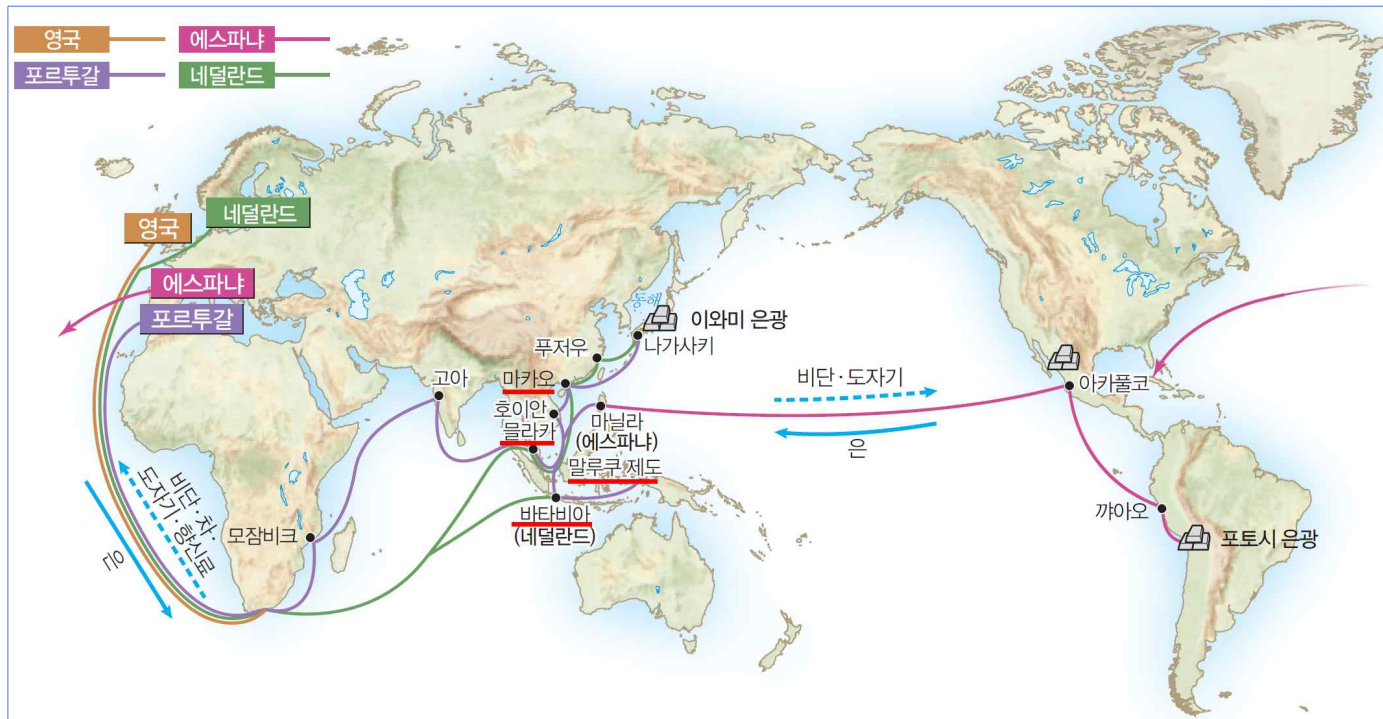 영국
에스파냐
포르투갈
네덜란드
네덜란드
영국
에스파냐
포르투갈
동해
이와미 은광
나가사키
푸저우
마카오
고아
호이안
믈라카
마닐라
(에스파냐)
말루쿠 제도
바타비아
(네덜란드)
모잠비크
비단·차·
도자기·향신료
은
비단·도자기
은
아카풀코
꺄아오
포토시 은광